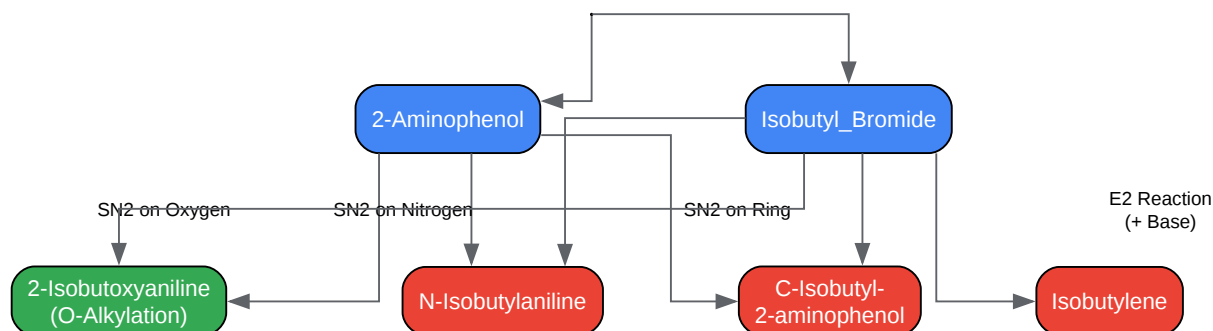 2-Aminophenol
Isobutyl_Bromide
SN2 on Oxygen
SN2 on Nitrogen
SN2 on Ring
E2 Reaction
(+ Base)
2-Isobutoxyaniline
(O-Alkylation)
N-Isobutylaniline
C-Isobutyl-
2-aminophenol
Isobutylene